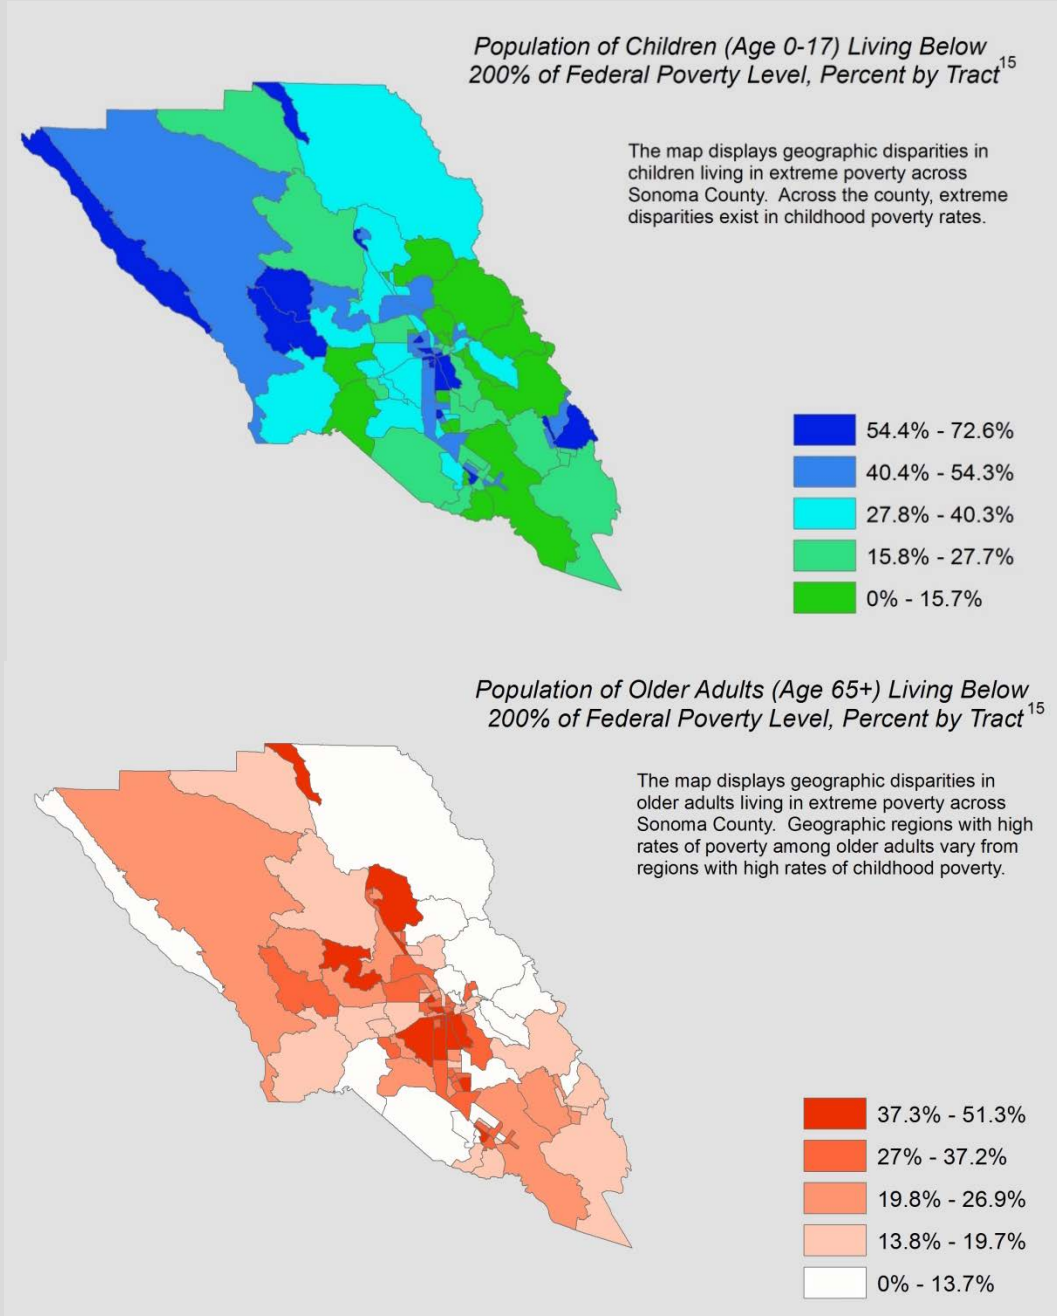 Population of Children (Age 0-17) Living Below
200% of Federal Poverty Level, Percent by Tract15
The map displays geographic disparities in
children living in extreme poverty across
Sonoma County. Across the county, extreme
disparities exist in childhood poverty rates.
54.4% - 72.6%
40.4% - 54.3%
27.8% - 40.3%
15.8% - 27.7%
0% - 15.7%
Population of Older Adults (Age 65+) Living Below
200% of Federal Poverty Level, Percent by Tract15
The map displays geographic disparities in
older adults living in extreme poverty across
Sonoma County. Geographic regions with high
rates of poverty among older adults vary from
regions with high rates of childhood poverty.
37.3% - 51.3%
27% - 37.2%
19.8% - 26.9%
13.8% - 19.7%
0% - 13.7%